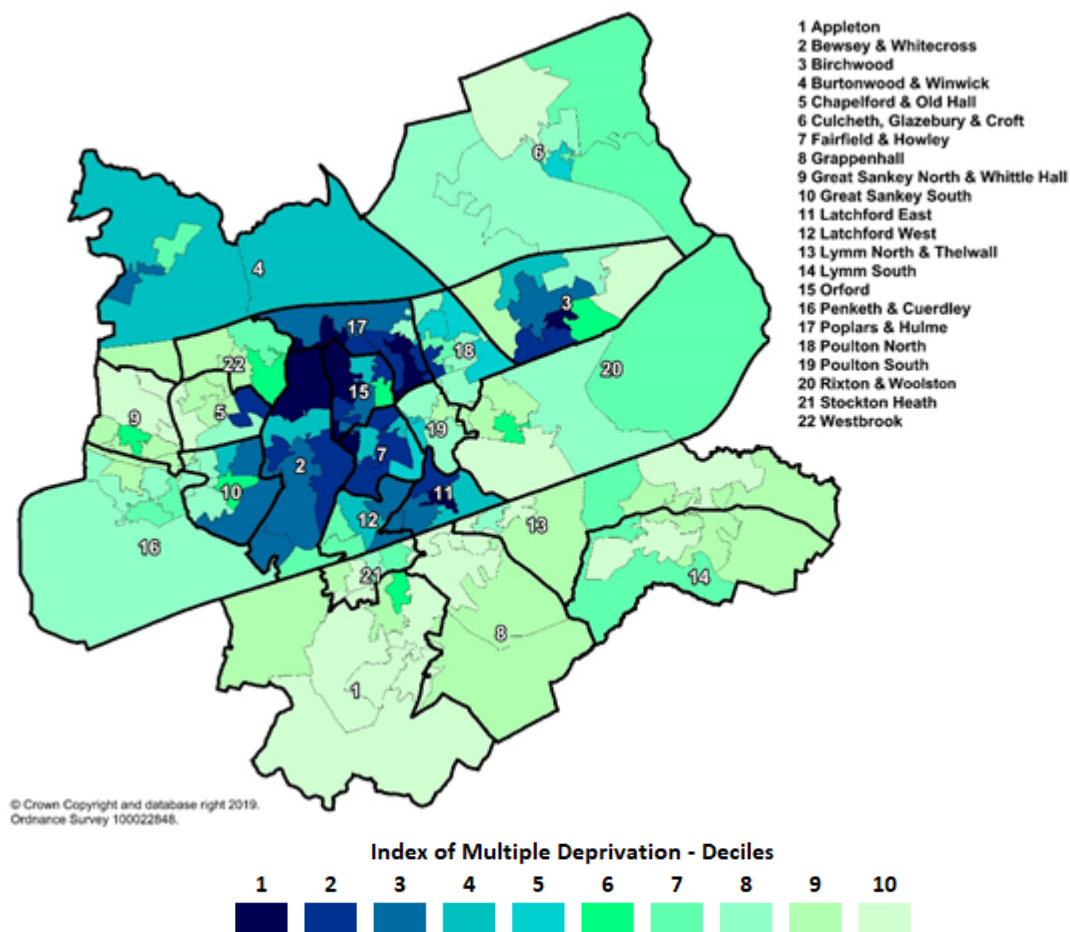 1 Appleton
2 Bewsey & Whitecross
3 Birchwood
4 Burtonwood & Winwick
5 Chapelford & Old Hall
6 Culcheth, Glazebury & Croft
7 Fairfield & Howley
8 Grappenhall
9 Great Sankey North & Whittle Hall
10 Great Sankey South
11 Latchford East
12 Latchford West
13 Lymm North & Thelwall
14 Lymm South
15 Orford
16 Penketh & Cuerdley
17 Poplars & Hulme
18 Poulton North
19 Poulton South
20 Rixton & Woolston
21 Stockton Heath
22 Westbrook
6
4
3
17
18
22
20
15
5
9
19
2
7
10
11
12
13
16
21
14
8
1
© Crown Copyright and database right 2019.
Ordnance Survey 100022848.
Index of Multiple Deprivation - Deciles
1 2 3 4 5 6 7 8 9 10